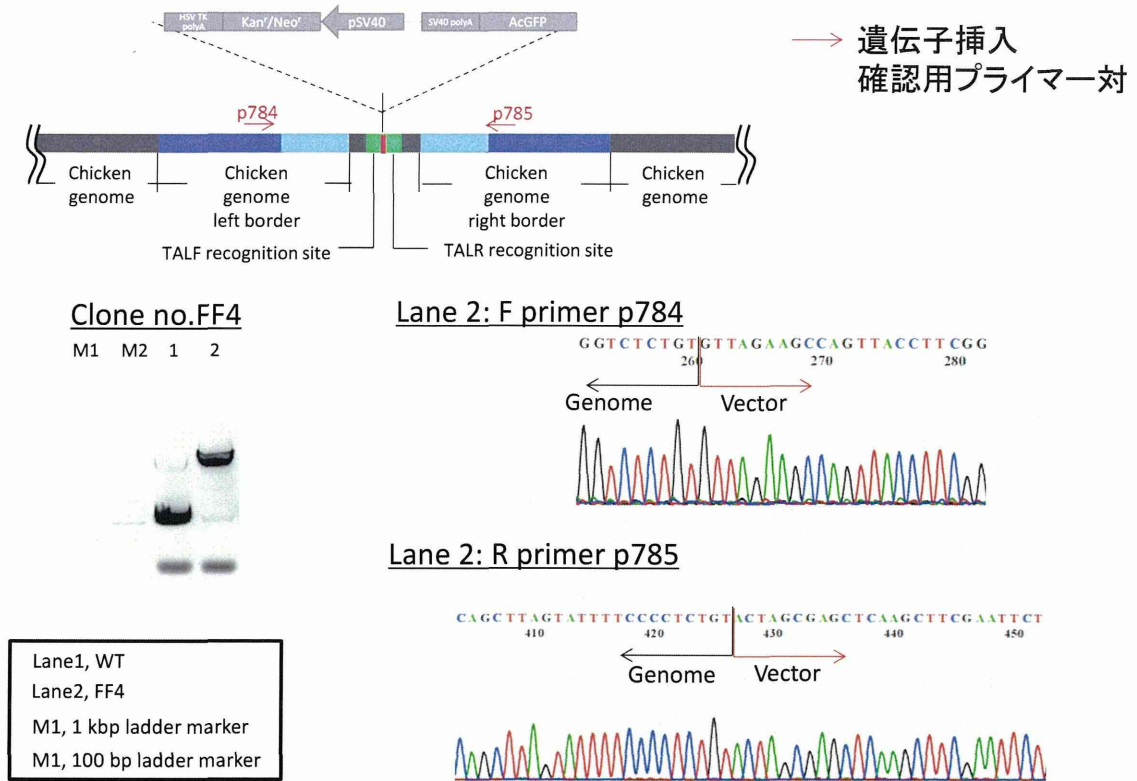 HSV TK
polyA
Kanʳ/Neoʳ
pSV40
SV40 polyA
AcGFP
遺伝子挿入
確認用プライマー対
p784
p785
Chicken
genome
Chicken
genome
left border
Chicken
genome
right border
Chicken
genome
TALF recognition site
TALR recognition site
Clone no.FF4
M1 M2 1 2
Lane 2: F primer p784
GGTCTCTGTGTTAGAAGCCAGTTACCTTCGG
260 270 280
Genome Vector
Lane 2: R primer p785
CAGCTTAGTATTTTCCCCTCTGTACTAGCGAGCTCAAGCTTCGAATTCT
410 420 430 440 450
Genome Vector
Lane1, WT
Lane2, FF4
M1, 1 kbp ladder marker
M1, 100 bp ladder marker